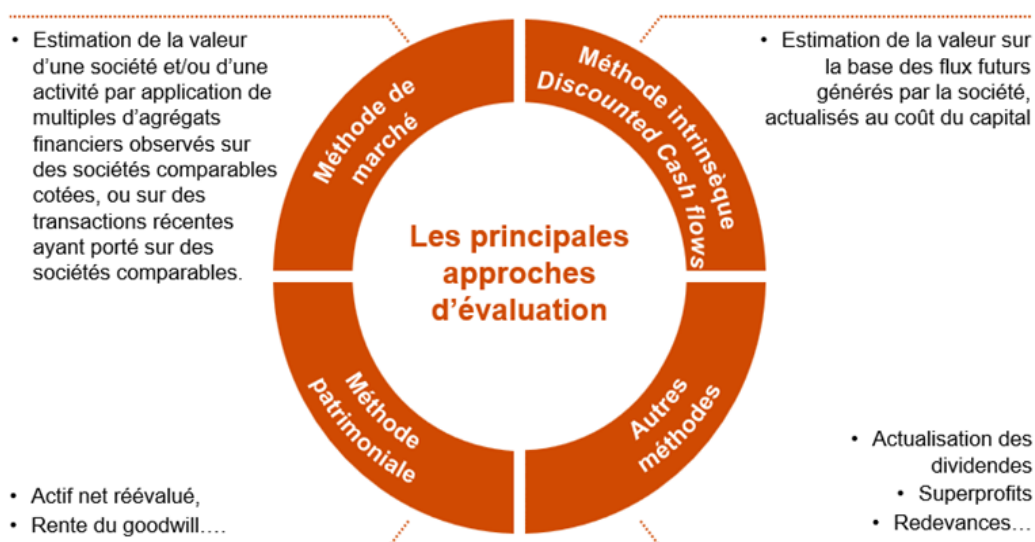 • Estimation de la valeur
d’une société et/ou d’une
activité par application de
multiples d’agrégats
financiers observés sur
des sociétés comparables
cotées, ou sur des
transactions récentes
ayant porté sur des
sociétés comparables.
Méthode de
marché
Méthode intrinsèque
Discounted Cash flows
• Estimation de la valeur sur
la base des flux futurs
générés par la société,
actualisés au coût du capital
Les principales
approches
d’évaluation
Méthode
patrimoniale
• Actif net réévalué,
• Rente du goodwill….
Autres
méthodes
• Actualisation des
dividendes
• Superprofits
• Redevances…